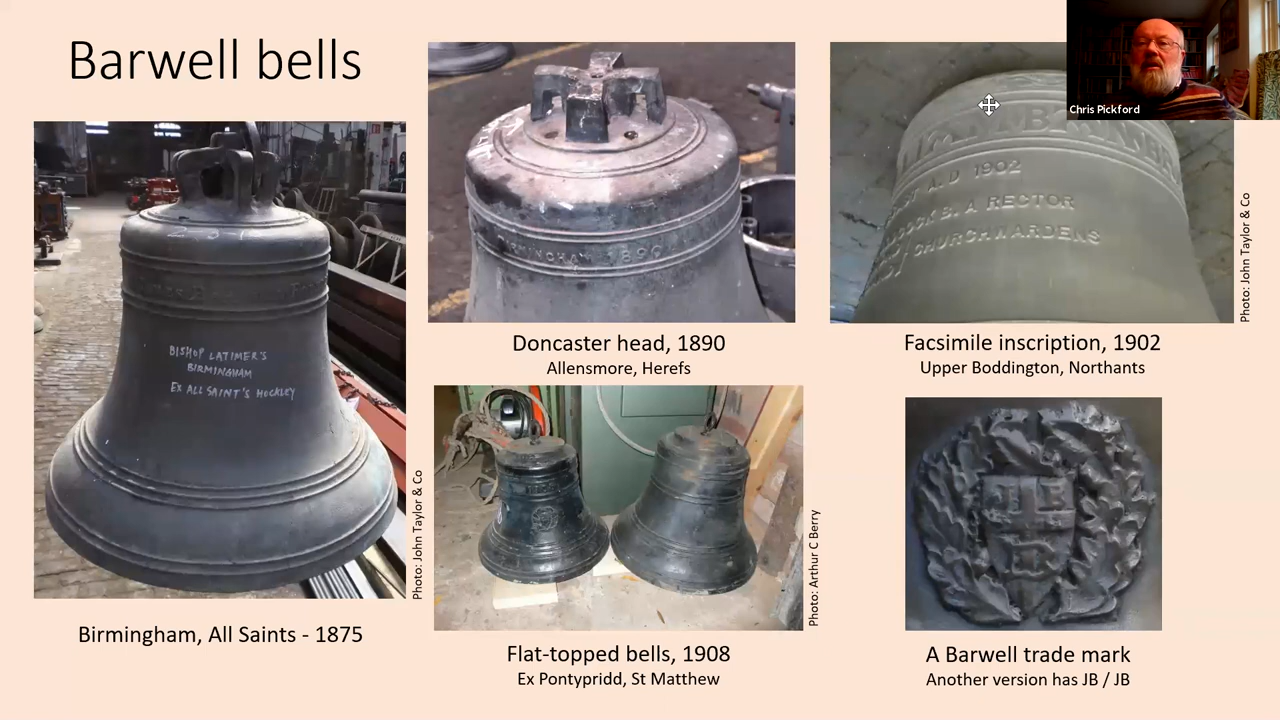 Barwell bells
BISHOP LATIMER'S
BIRMINGHAM
EX ALL SAINT'S HOCKLEY
Photo: John Taylor & Co
Birmingham, All Saints - 1875
BIRMINGHAM 1890
Doncaster head, 1890
Allensmore, Herefs
Photo: Arthur C Berry
Flat-topped bells, 1908
Ex Pontypridd, St Matthew
A.D 1902
B. A RECTOR
CHURCHWARDENS
Chris Pickford
Photo: John Taylor & Co
Facsimile inscription, 1902
Upper Boddington, Northants
A Barwell trade mark
Another version has JB / JB